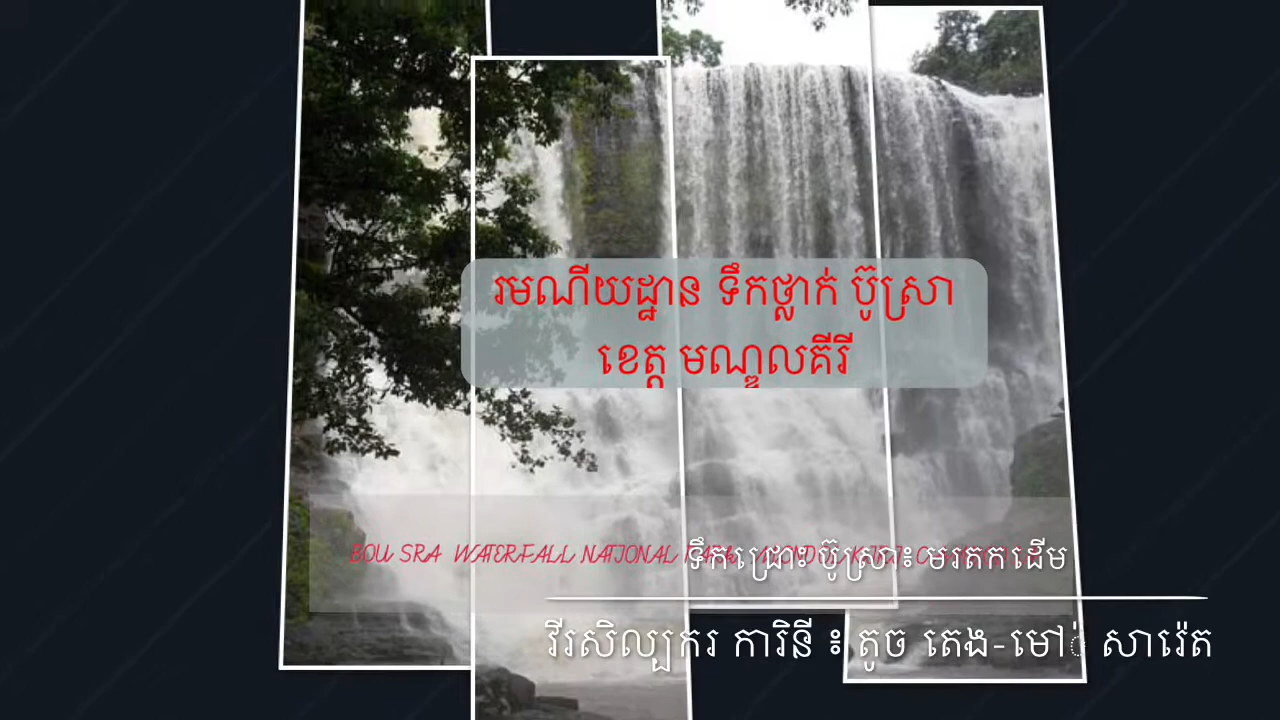 រមណីយដ្ឋាន ទឹកថ្លាក់ ប៊ូស្រា
ខេត្ត មណ្ឌលគីរី
BOU SRA WATERFALL NATIONAL
ទឹកជ្រោះប៊ូស្រា៖ មរតកដើម
វីរសិល្បករ ការិនី ៖ តូច តេង-មៅ៉ សារ៉េត